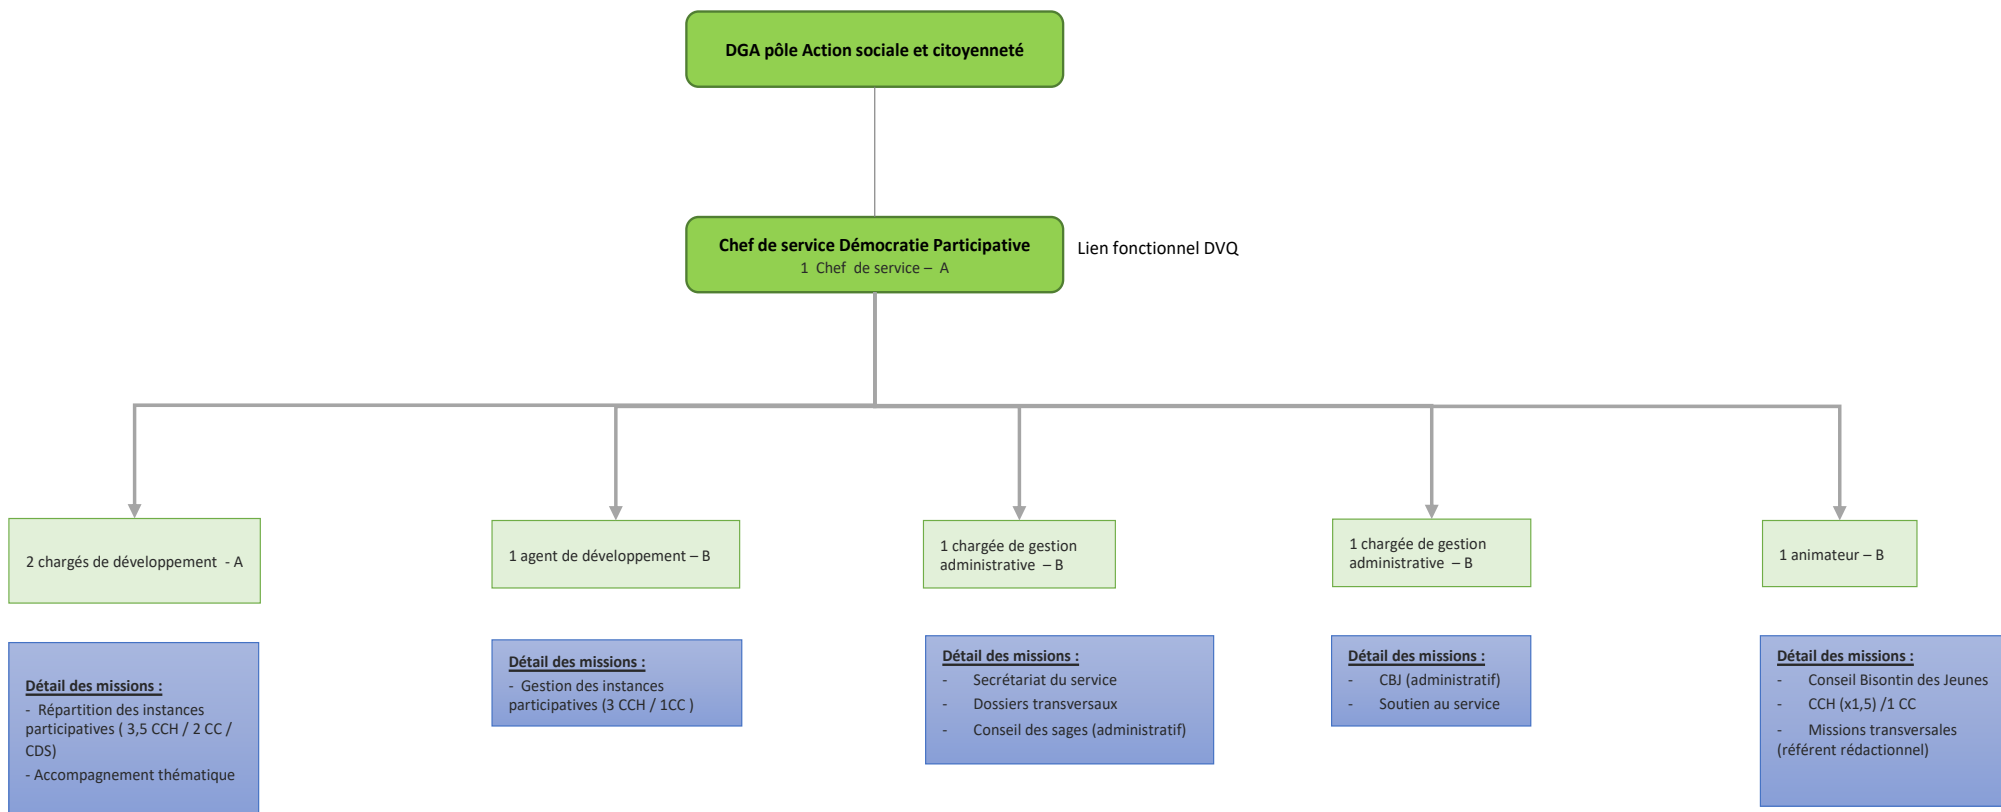 DGA pôle Action sociale et citoyenneté
Chef de service Démocratie Participative
1 Chef de service – A
Lien fonctionnel DVQ
2 chargés de développement - A
1 agent de développement – B
1 chargée de gestion
administrative – B
1 chargée de gestion
administrative – B
1 animateur – B
Détail des missions :
- Répartition des instances
participatives ( 3,5 CCH / 2 CC /
CDS)
- Accompagnement thématique
Détail des missions :
- Gestion des instances
participatives (3 CCH / 1CC )
Détail des missions :
- Secrétariat du service
- Dossiers transversaux
- Conseil des sages (administratif)
Détail des missions :
- CBJ (administratif)
- Soutien au service
Détail des missions :
- Conseil Bisontin des Jeunes
- CCH (x1,5) /1 CC
- Missions transversales
(référent rédactionnel)